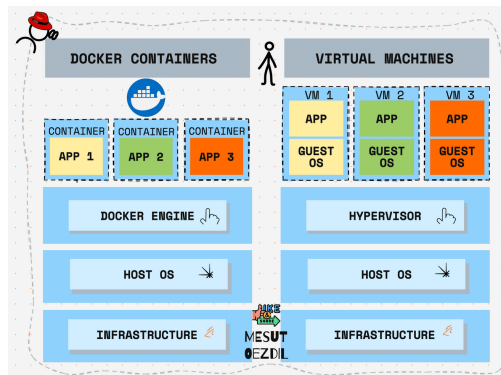 DOCKER CONTAINERS
CONTAINER
APP 1
CONTAINER
APP 2
CONTAINER
APP 3
DOCKER ENGINE
HOST OS
INFRASTRUCTURE
VIRTUAL MACHINES
VM 1
APP
GUEST
OS
VM 2
APP
GUEST
OS
VM 3
APP
GUEST
OS
HYPERVISOR
HOST OS
INFRASTRUCTURE
LIKE
MESUT
OEZDIL